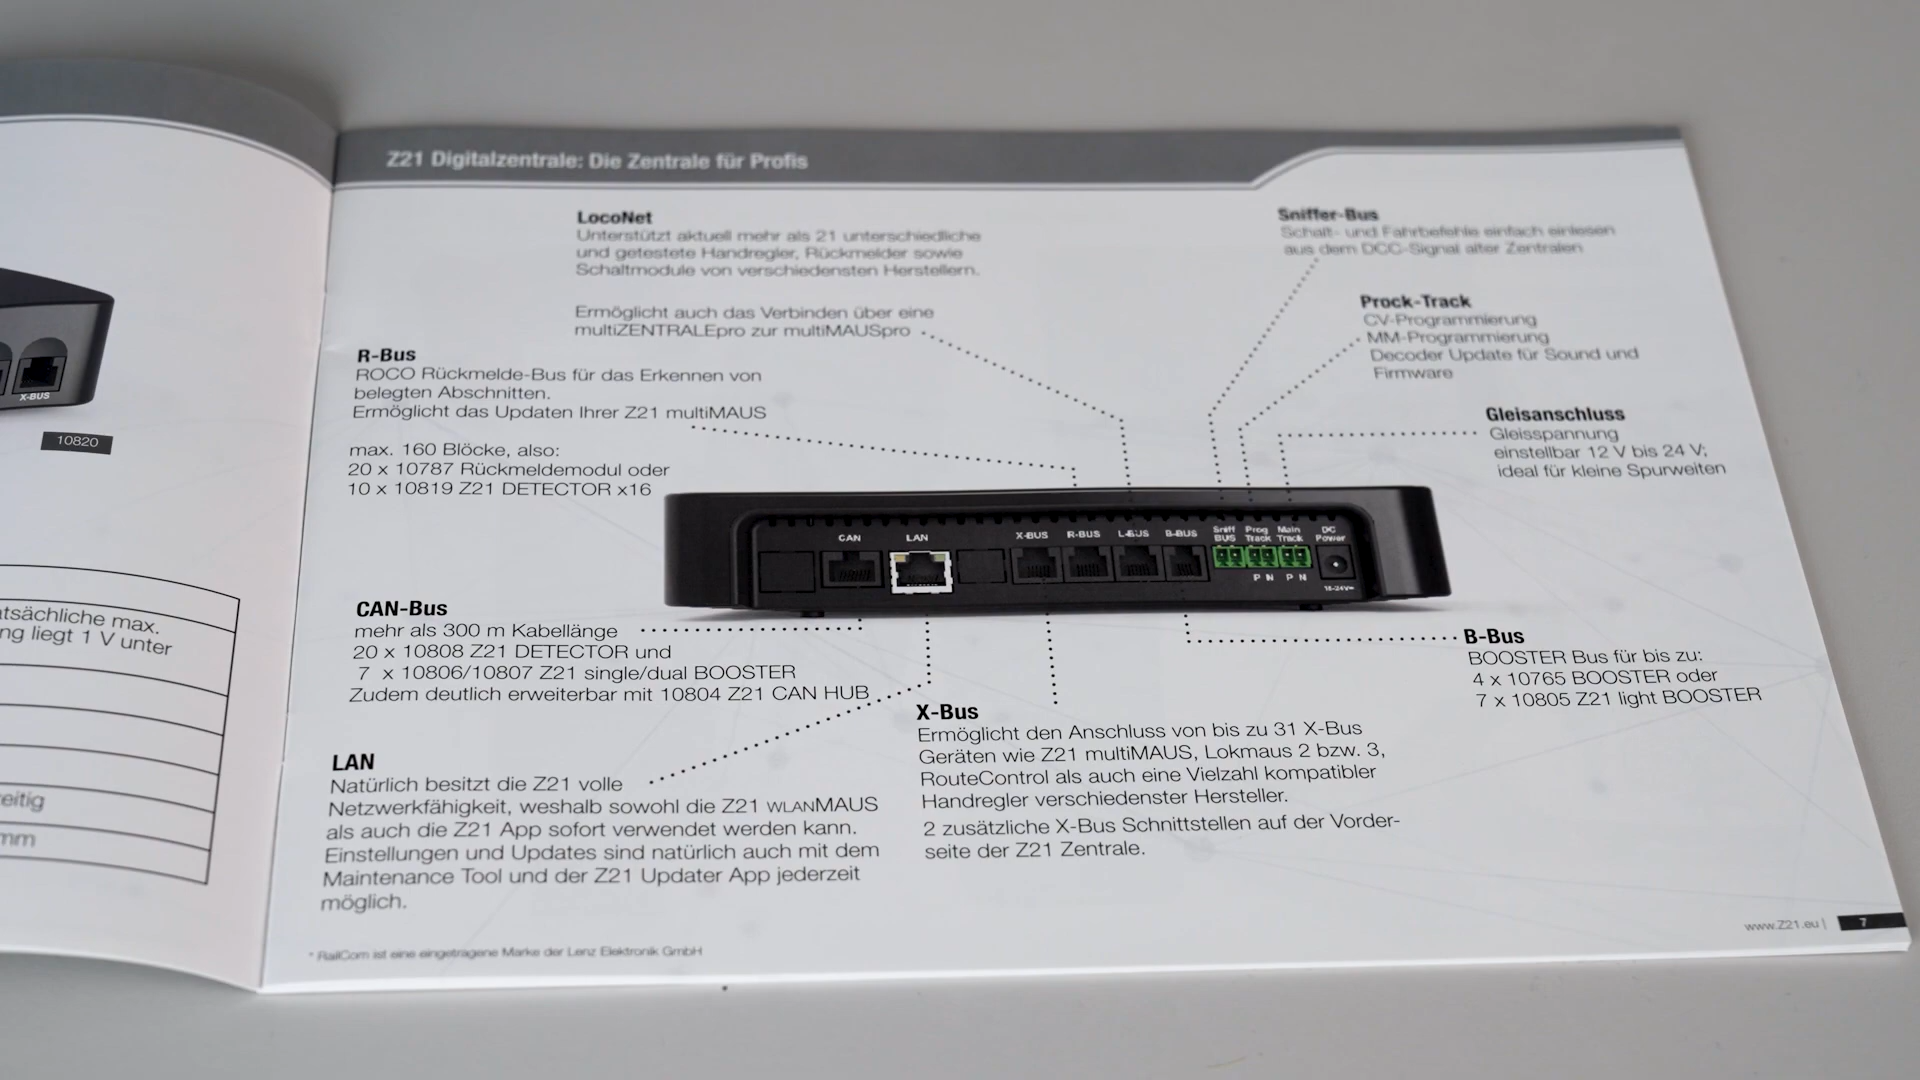 X-BUS
10820
atsächliche max.
ng liegt 1 V unter
eitig
mm
Z21 Digitalzentrale: Die Zentrale für Profis
LocoNet
Unterstützt aktuell mehr als 21 unterschiedliche
und getestete Handregler, Rückmelder sowie
Schaltmodule von verschiedensten Herstellern.
Ermöglicht auch das Verbinden über eine
multiZENTRALEpro zur multiMAUSpro
Sniffer-Bus
Schalt- und Fahrbefehle einfach einlesen
aus dem DCC-Signal alter Zentralen
Prock-Track
CV-Programmierung
MM-Programmierung
Decoder Update für Sound und
Firmware
R-Bus
ROCO Rückmelde-Bus für das Erkennen von
belegten Abschnitten.
Ermöglicht das Updaten Ihrer Z21 multiMAUS
max. 160 Blöcke, also:
20 x 10787 Rückmeldemodul oder
10 x 10819 Z21 DETECTOR x16
Gleisanschluss
Gleisspannung
einstellbar 12 V bis 24 V;
ideal für kleine Spurweiten
CAN LAN X-BUS R-BUS L-BUS B-BUS Sniff BUS Prog Track Main Track DC Power
P N P N
18-24V=
CAN-Bus
mehr als 300 m Kabellänge
20 x 10808 Z21 DETECTOR und
7 x 10806/10807 Z21 single/dual BOOSTER
Zudem deutlich erweiterbar mit 10804 Z21 CAN HUB
B-Bus
BOOSTER Bus für bis zu:
4 x 10765 BOOSTER oder
7 x 10805 Z21 light BOOSTER
LAN
Natürlich besitzt die Z21 volle
Netzwerkfähigkeit, weshalb sowohl die Z21 WLANMAUS
als auch die Z21 App sofort verwendet werden kann.
Einstellungen und Updates sind natürlich auch mit dem
Maintenance Tool und der Z21 Updater App jederzeit
möglich.
X-Bus
Ermöglicht den Anschluss von bis zu 31 X-Bus
Geräten wie Z21 multiMAUS, Lokmaus 2 bzw. 3,
RouteControl als auch eine Vielzahl kompatibler
Handregler verschiedenster Hersteller.
2 zusätzliche X-Bus Schnittstellen auf der Vorder-
seite der Z21 Zentrale.
* RailCom ist eine eingetragene Marke der Lenz Elektronik GmbH
www.Z21.eu | 7